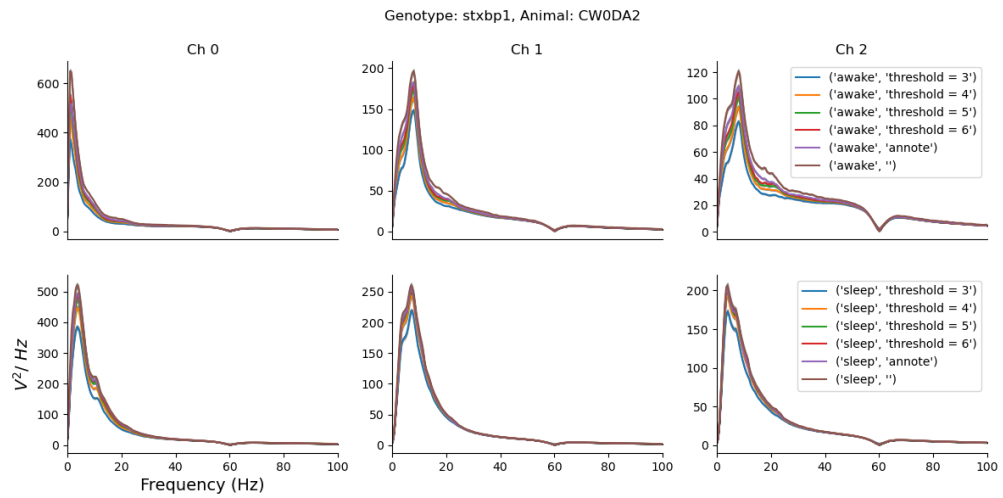 Genotype: stxbp1, Animal: CW0DA2
Ch 0
Ch 1
Ch 2
600
400
200
0
200
150
100
50
0
120
100
80
60
40
20
0
('awake', 'threshold = 3')
('awake', 'threshold = 4')
('awake', 'threshold = 5')
('awake', 'threshold = 6')
('awake', 'annote')
('awake', '')
V²/ Hz
500
400
300
200
100
0
0 20 40 60 80 100
Frequency (Hz)
250
200
150
100
50
0
0 20 40 60 80 100
200
150
100
50
0
0 20 40 60 80 100
('sleep', 'threshold = 3')
('sleep', 'threshold = 4')
('sleep', 'threshold = 5')
('sleep', 'threshold = 6')
('sleep', 'annote')
('sleep', '')